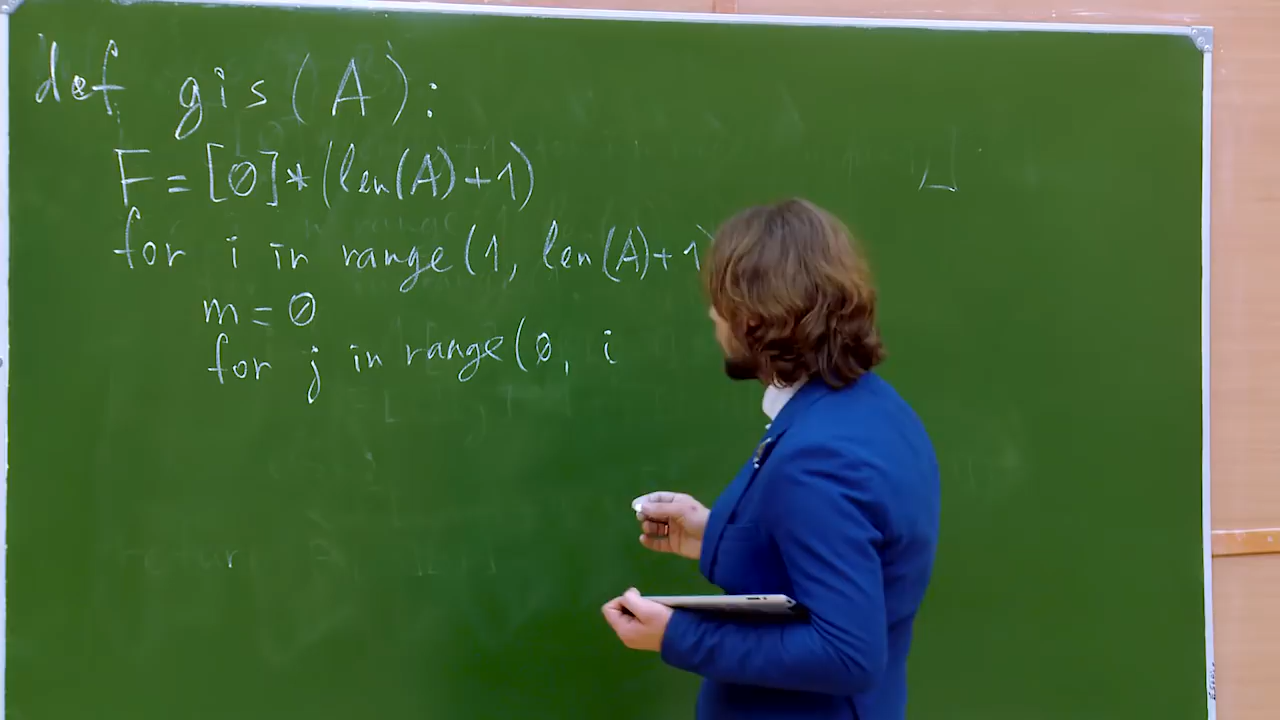 def gis(A):
F = [0]*(len(A)+1)
for i in range(1, len(A)+1)
m = 0
for j in range(0, i